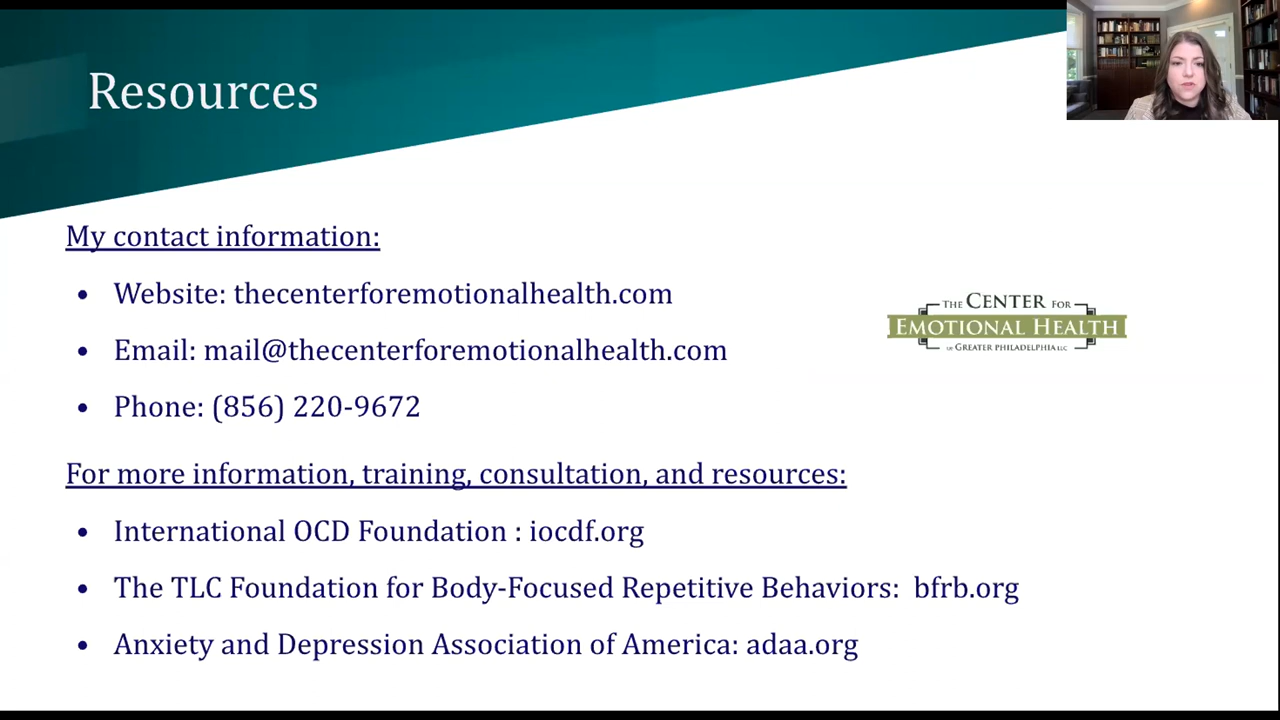 Resources
My contact information:
• Website: thecenterforemotionalhealth.com
• Email: mail@thecenterforemotionalhealth.com
• Phone: (856) 220-9672
THE CENTER FOR
EMOTIONAL HEALTH
OF GREATER PHILADELPHIA LLC
For more information, training, consultation, and resources:
• International OCD Foundation : iocdf.org
• The TLC Foundation for Body-Focused Repetitive Behaviors:  bfrb.org
• Anxiety and Depression Association of America: adaa.org